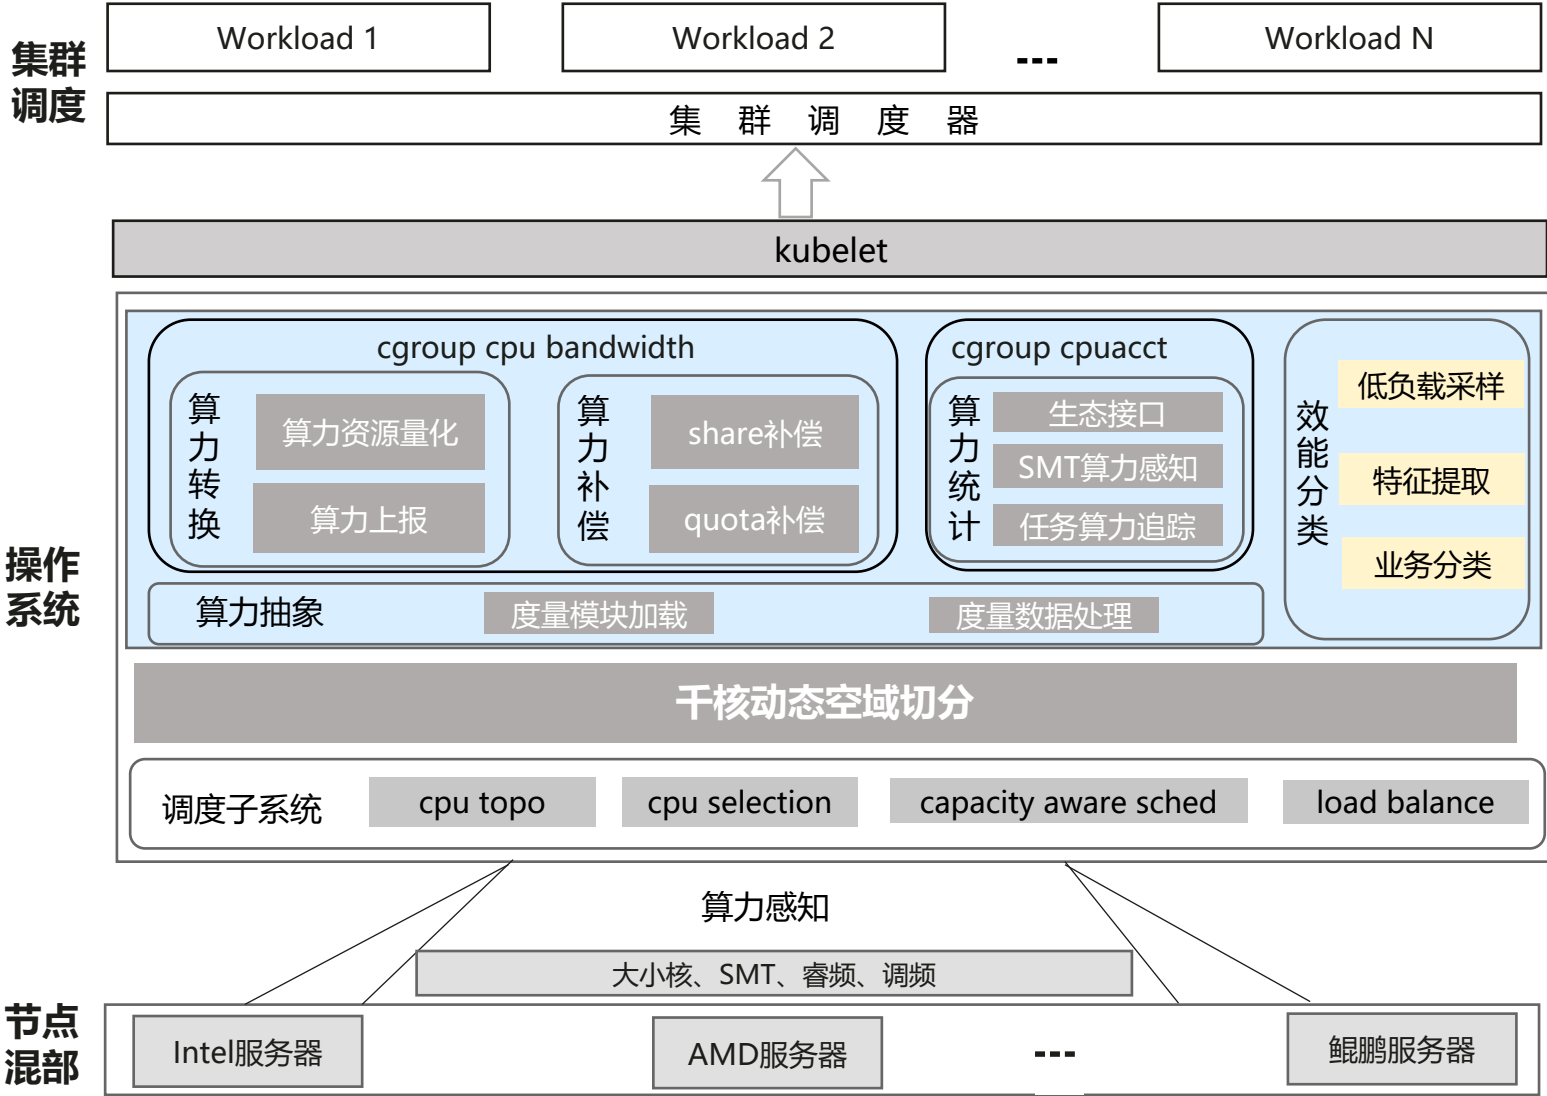 集群
调度
Workload 1
Workload 2
---
Workload N
集群调度器
kubelet
操作
系统
cgroup cpu bandwidth
算力转换
算力资源量化
算力上报
算力补偿
share补偿
quota补偿
cgroup cpuacct
算力统计
生态接口
SMT算力感知
任务算力追踪
效能分类
低负载采样
特征提取
业务分类
算力抽象
度量模块加载
度量数据处理
千核动态空域切分
调度子系统
cpu topo
cpu selection
capacity aware sched
load balance
算力感知
大小核、SMT、睿频、调频
节点
混部
Intel服务器
AMD服务器
---
鲲鹏服务器